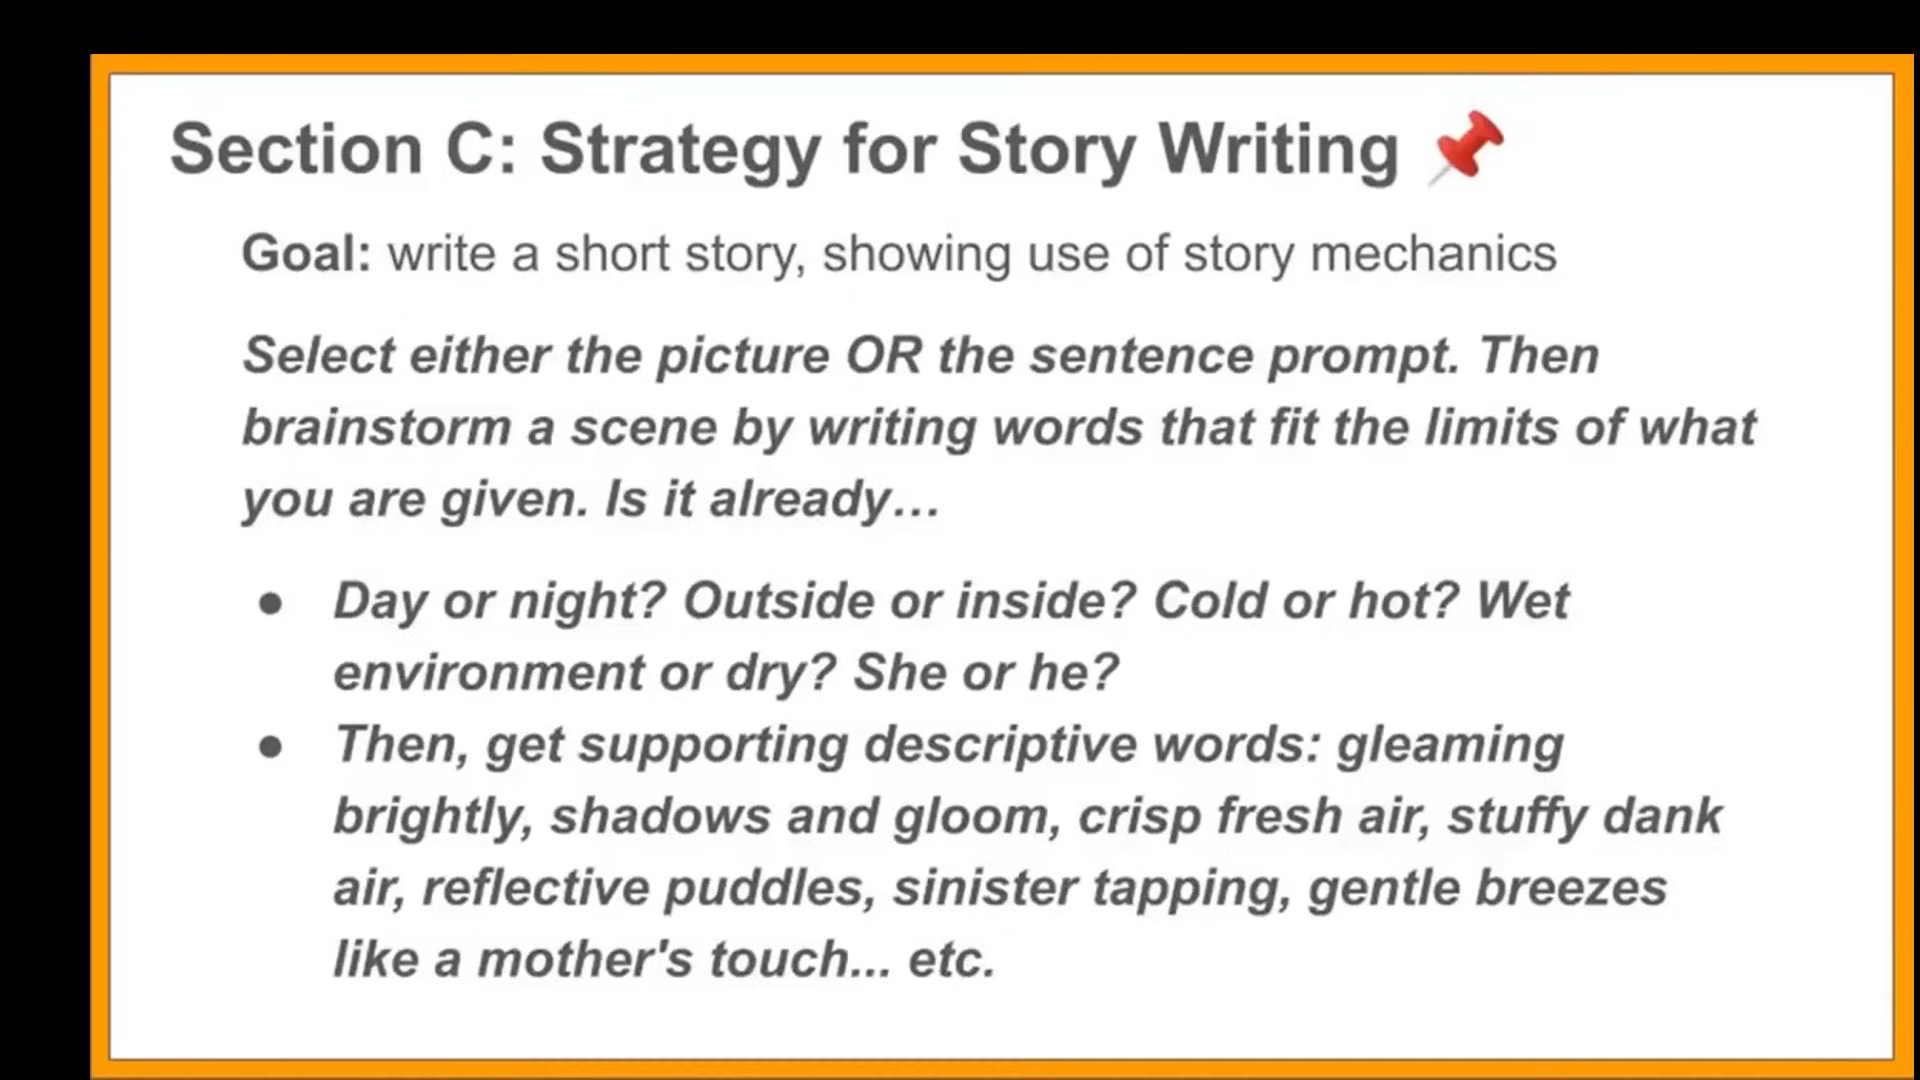 Section C: Strategy for Story Writing 📌
Goal: write a short story, showing use of story mechanics
Select either the picture OR the sentence prompt. Then
brainstorm a scene by writing words that fit the limits of what
you are given. Is it already…
● Day or night? Outside or inside? Cold or hot? Wet
environment or dry? She or he?
● Then, get supporting descriptive words: gleaming
brightly, shadows and gloom, crisp fresh air, stuffy dank
air, reflective puddles, sinister tapping, gentle breezes
like a mother's touch... etc.